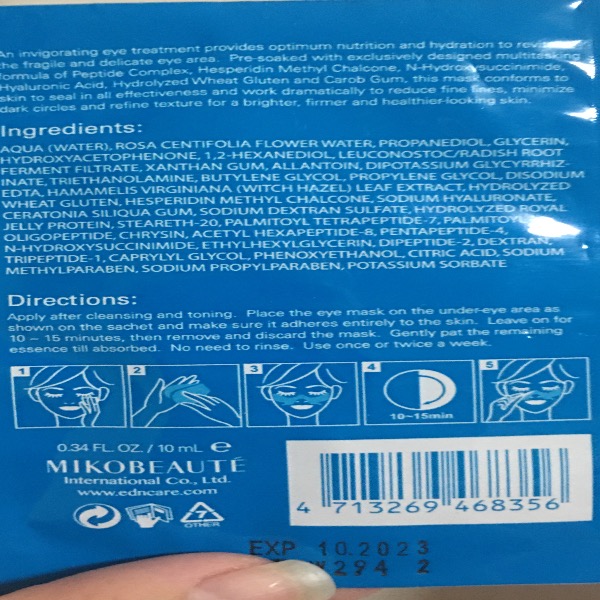 An invigorating eye treatment provides optimum nutrition and hydration to
the fragile and delicate eye area. Pre-soaked with exclusively designed multitasking
formula of Peptide Complex, Hesperidin Methyl Chalcone, N-Hydroxysuccinimide,
Hyaluronic Acid, Hydrolyzed Wheat Gluten and Carob Gum, this mask conforms to
skin to seal in all effectiveness and work dramatically to reduce fine lines, minimize
dark circles and refine texture for a brighter, firmer and healthier-looking skin.
Ingredients:
AQUA (WATER), ROSA CENTIFOLIA FLOWER WATER, PROPANEDIOL, GLYCERIN,
HYDROXYACETOPHENONE, 1,2-HEXANEDIOL, LEUCONOSTOC/RADISH ROOT
FERMENT FILTRATE, XANTHAN GUM, ALLANTOIN, DIPOTASSIUM GLYCYRRHIZ-
INATE, TRIETHANOLAMINE, BUTYLENE GLYCOL, PROPYLENE GLYCOL, DISODIUM
EDTA, HAMAMELIS VIRGINIANA (WITCH HAZEL) LEAF EXTRACT, HYDROLYZED
WHEAT GLUTEN, HESPERIDIN METHYL CHALCONE, SODIUM HYALURONATE,
CERATONIA SILIQUA GUM, SODIUM DEXTRAN SULFATE, HYDROLYZED ROYAL
JELLY PROTEIN, STEARETH-20, PALMITOYL TETRAPEPTIDE-7, PALMITOYL
OLIGOPEPTIDE, CHRYSIN, ACETYL HEXAPEPTIDE-8, PENTAPEPTIDE-4,
N-HYDROXYSUCCINIMIDE, ETHYLHEXYLGLYCERIN, DIPEPTIDE-2, DEXTRAN,
TRIPEPTIDE-1, CAPRYLYL GLYCOL, PHENOXYETHANOL, CITRIC ACID, SODIUM
METHYLPARABEN, SODIUM PROPYLPARABEN, POTASSIUM SORBATE
Directions:
Apply after cleansing and toning. Place the eye mask on the under-eye area as
shown on the sachet and make sure it adheres entirely to the skin. Leave on for
10 ~ 15 minutes, then remove and discard the mask. Gently pat the remaining
essence till absorbed. No need to rinse. Use once or twice a week.
1 2 3 4 5
10~15min
0.34 FL. OZ. / 10 mL e
MIKOBEAUTÉ
International Co., Ltd.
www.edncare.com
7
OTHER
4 713269 468356
EXP 10.2023
294 2